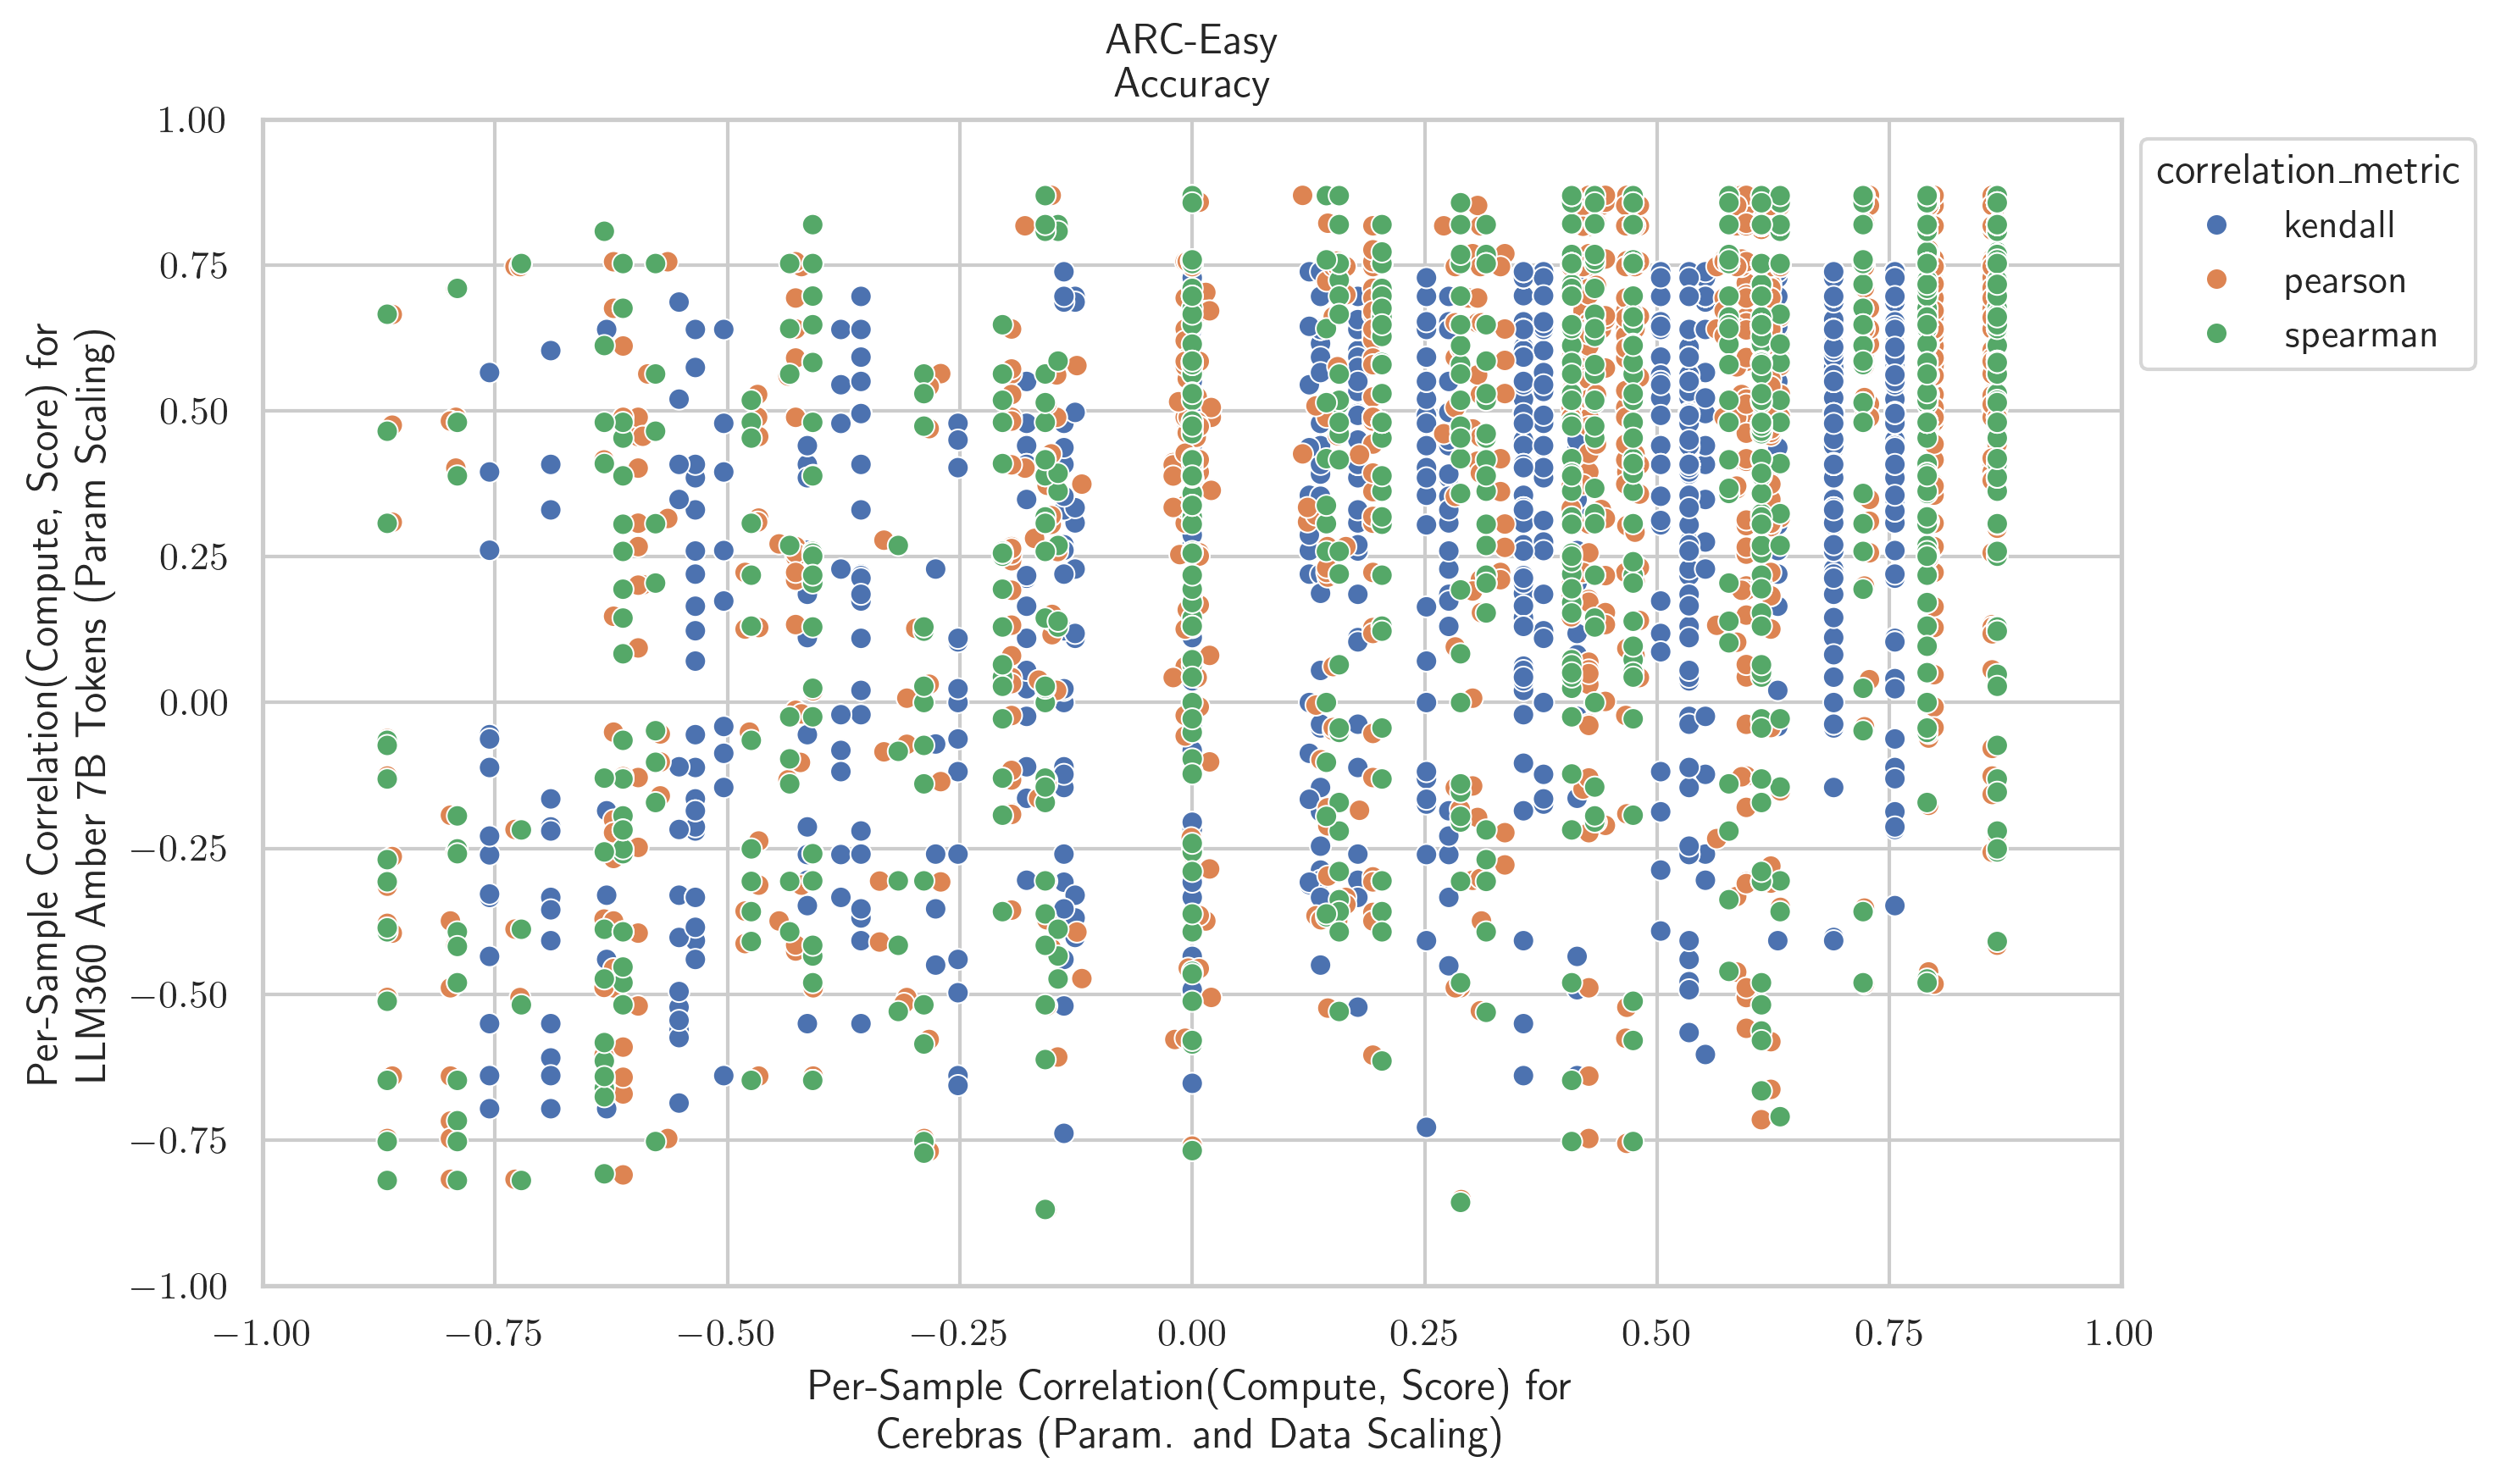 ARC-Easy
Accuracy
Per-Sample Correlation(Compute, Score) for
LLM360 Amber 7B Tokens (Param Scaling)
1.00
0.75
0.50
0.25
0.00
−0.25
−0.50
−0.75
−1.00
−1.00 −0.75 −0.50 −0.25 0.00 0.25 0.50 0.75 1.00
Per-Sample Correlation(Compute, Score) for
Cerebras (Param. and Data Scaling)
correlation_metric
kendall
pearson
spearman